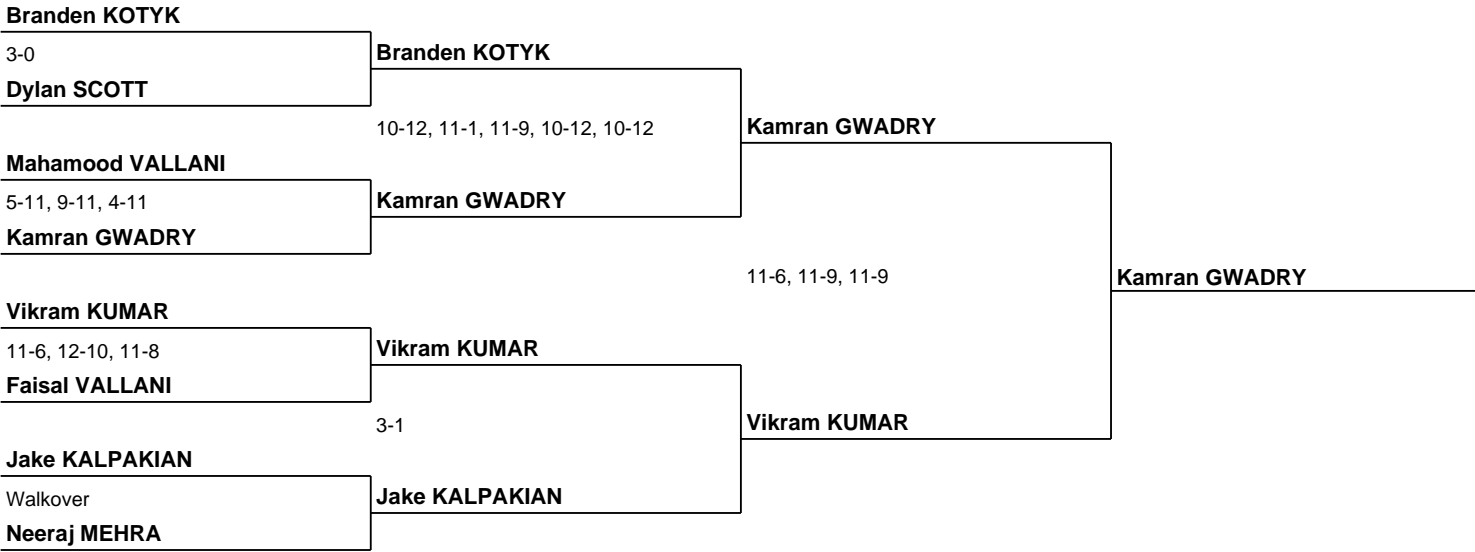 Branden KOTYK
3-0
Dylan SCOTT
Mahamood VALLANI
5-11, 9-11, 4-11
Kamran GWADRY
Vikram KUMAR
11-6, 12-10, 11-8
Faisal VALLANI
Jake KALPAKIAN
Walkover
Neeraj MEHRA
Branden KOTYK
10-12, 11-1, 11-9, 10-12, 10-12
Kamran GWADRY
Vikram KUMAR
3-1
Jake KALPAKIAN
Kamran GWADRY
11-6, 11-9, 11-9
Vikram KUMAR
Kamran GWADRY